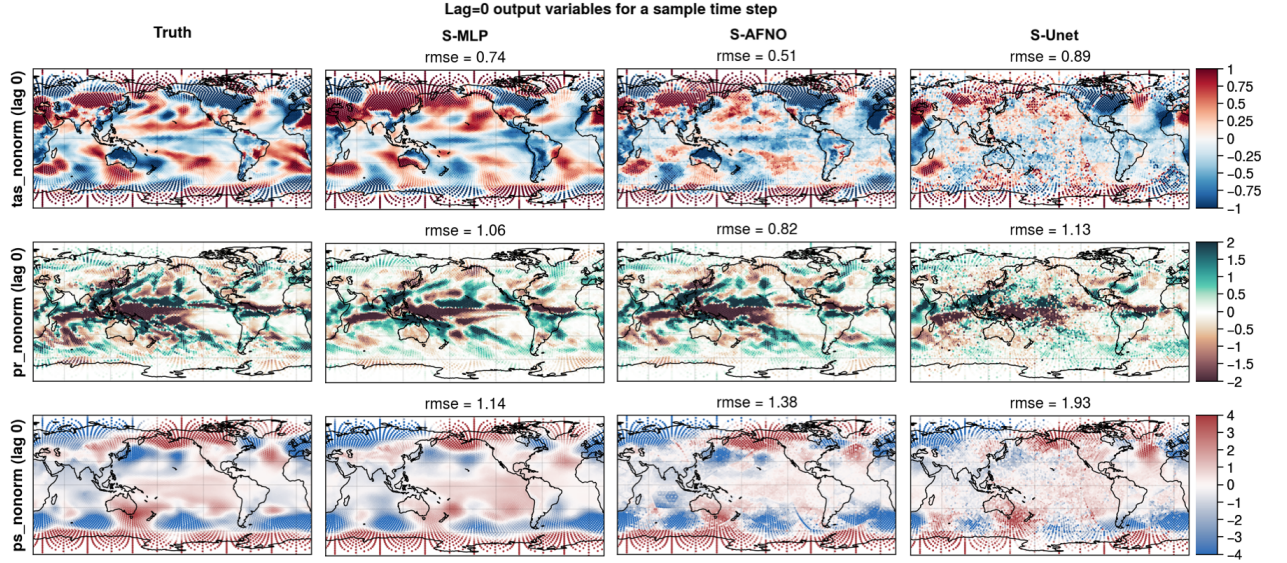 Lag=0 output variables for a sample time step
Truth
S-MLP
S-AFNO
S-Unet
rmse = 0.74
rmse = 0.51
rmse = 0.89
tas_nonorm (lag 0)
1
0.75
0.5
0.25
0
−0.25
−0.5
−0.75
−1
rmse = 1.06
rmse = 0.82
rmse = 1.13
pr_nonorm (lag 0)
2
1.5
1
0.5
0
−0.5
−1
−1.5
−2
rmse = 1.14
rmse = 1.38
rmse = 1.93
ps_nonorm (lag 0)
4
3
2
1
0
−1
−2
−3
−4